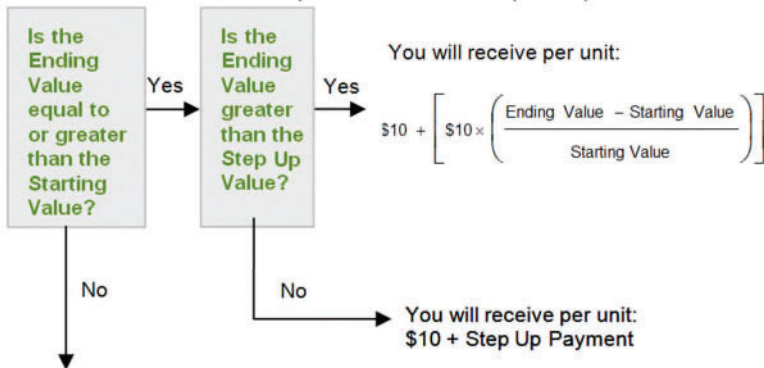 Is the
Ending
Value
equal to
or greater
than the
Starting
Value?
Yes
Is the
Ending
Value
greater
than the
Step Up
Value?
Yes
You will receive per unit:
$10 + [ $10 × ( Ending Value – Starting Value
Starting Value ) ]
No
No
You will receive per unit:
$10 + Step Up Payment